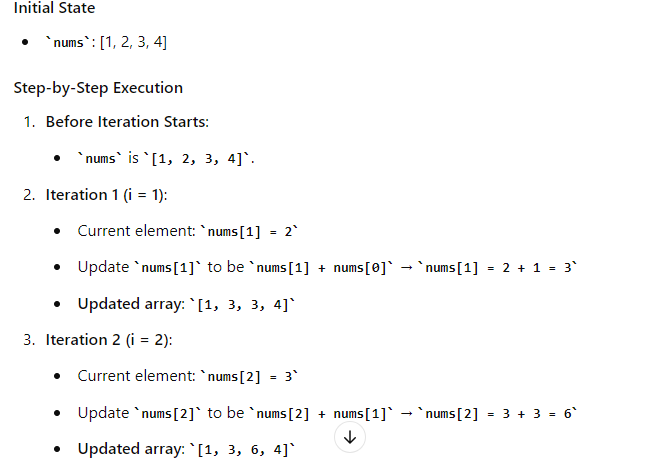 Initial State
• `nums`: [1, 2, 3, 4]
Step-by-Step Execution
1. Before Iteration Starts:
• `nums` is `[1, 2, 3, 4]`.
2. Iteration 1 (i = 1):
• Current element: `nums[1] = 2`
• Update `nums[1]` to be `nums[1] + nums[0]` → `nums[1] = 2 + 1 = 3`
• Updated array: `[1, 3, 3, 4]`
3. Iteration 2 (i = 2):
• Current element: `nums[2] = 3`
• Update `nums[2]` to be `nums[2] + nums[1]` → `nums[2] = 3 + 3 = 6`
• Updated array: `[1, 3, 6, 4]`